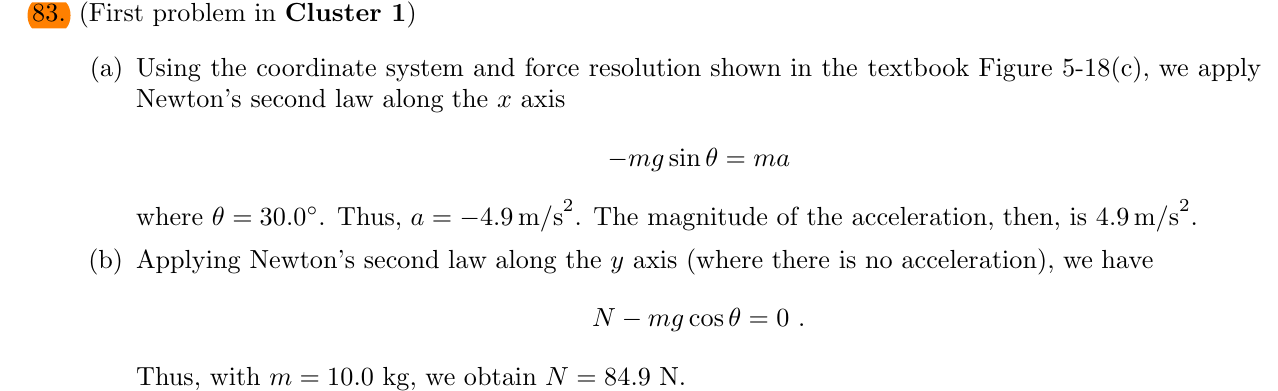 83. (First problem in Cluster 1)
(a) Using the coordinate system and force resolution shown in the textbook Figure 5-18(c), we apply
Newton's second law along the x axis
−mg sin θ = ma
where θ = 30.0°. Thus, a = −4.9 m/s². The magnitude of the acceleration, then, is 4.9 m/s².
(b) Applying Newton's second law along the y axis (where there is no acceleration), we have
N − mg cos θ = 0 .
Thus, with m = 10.0 kg, we obtain N = 84.9 N.